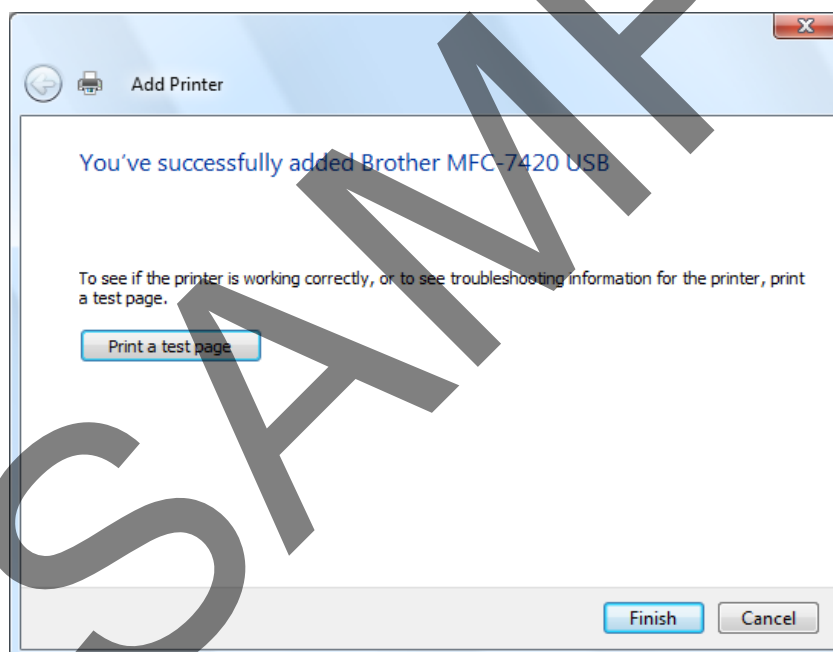 Add Printer
You've successfully added Brother MFC-7420 USB
To see if the printer is working correctly, or to see troubleshooting information for the printer, print
a test page.
Print a test page
Finish Cancel
SAMP